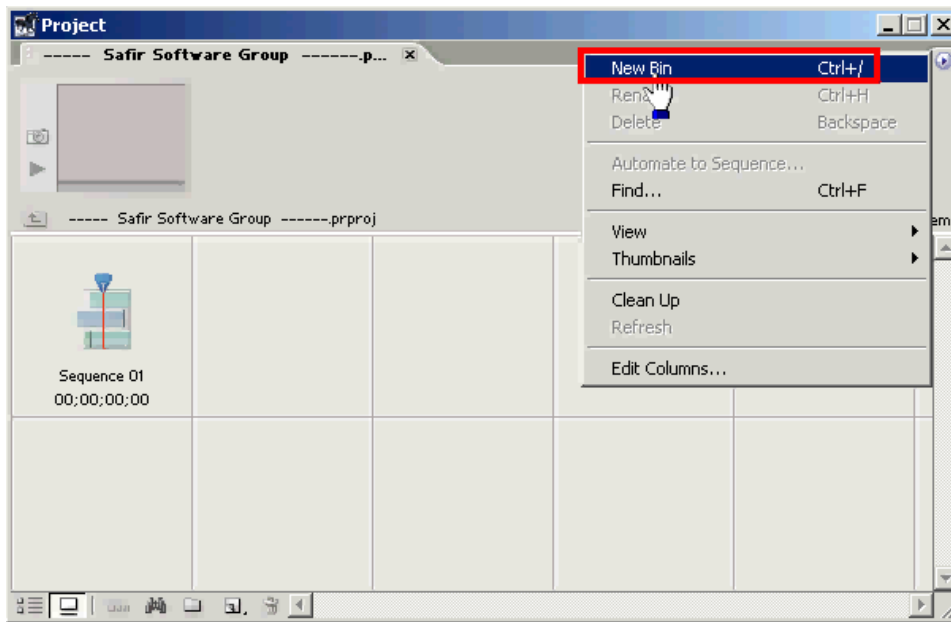 Project
----- Safir Software Group ------.p...
New Bin Ctrl+/
Ctrl+H
Delete Backspace
Automate to Sequence...
Find... Ctrl+F
----- Safir Software Group ------.prproj
View
Thumbnails
Clean Up
Refresh
Edit Columns...
Sequence 01
00;00;00;00